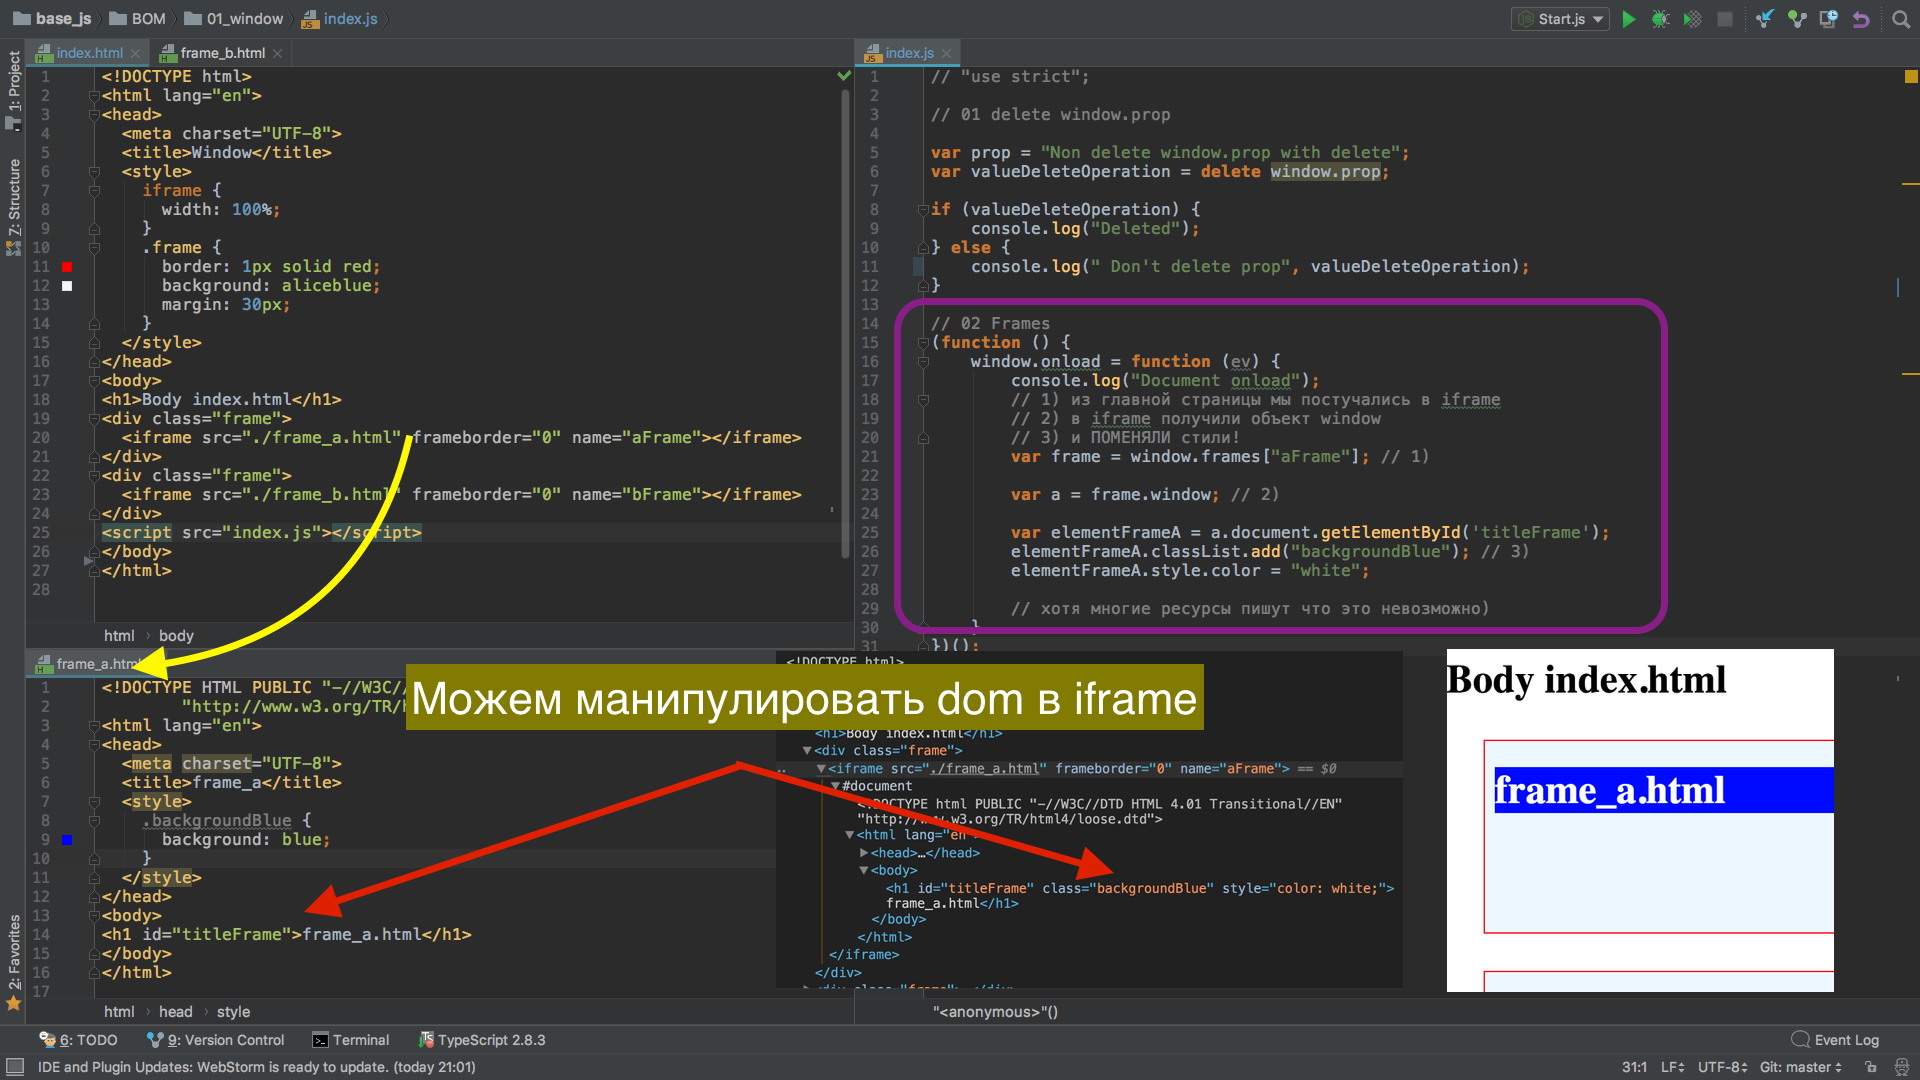 base_js
BOM
01_window
index.js
Start.js
index.html
frame_b.html
1: Project
7: Structure
2: Favorites
1 <!DOCTYPE html>
2 <html lang="en">
3 <head>
4 <meta charset="UTF-8">
5 <title>Window</title>
6 <style>
7 iframe {
8 width: 100%;
9 }
10 .frame {
11 border: 1px solid red;
12 background: aliceblue;
13 margin: 30px;
14 }
15 </style>
16 </head>
17 <body>
18 <h1>Body index.html</h1>
19 <div class="frame">
20 <iframe src="./frame_a.html" frameborder="0" name="aFrame"></iframe>
21 </div>
22 <div class="frame">
23 <iframe src="./frame_b.html" frameborder="0" name="bFrame"></iframe>
24 </div>
25 <script src="index.js"></script>
26 </body>
27 </html>
28
html body
index.js
1 // "use strict";
2
3 // 01 delete window.prop
4
5 var prop = "Non delete window.prop with delete";
6 var valueDeleteOperation = delete window.prop;
7
8 if (valueDeleteOperation) {
9 console.log("Deleted");
10 } else {
11 console.log(" Don't delete prop", valueDeleteOperation);
12 }
13
14 // 02 Frames
15 (function () {
16 window.onload = function (ev) {
17 console.log("Document onload");
18 // 1) из главной страницы мы постучались в iframe
19 // 2) в iframe получили объект window
20 // 3) и ПОМЕНЯЛИ стили!
21 var frame = window.frames["aFrame"]; // 1)
22
23 var a = frame.window; // 2)
24
25 var elementFrameA = a.document.getElementById('titleFrame');
26 elementFrameA.classList.add("backgroundBlue"); // 3)
27 elementFrameA.style.color = "white";
28
29 // хотя многие ресурсы пишут что это невозможно)
30 }
31 })();
frame_a.html
1 <!DOCTYPE HTML PUBLIC "-//W3C//
2 "http://www.w3.org/TR/h
3 <html lang="en">
4 <head>
5 <meta charset="UTF-8">
6 <title>frame_a</title>
7 <style>
8 .backgroundBlue {
9 background: blue;
10 }
11 </style>
12 </head>
13 <body>
14 <h1 id="titleFrame">frame_a.html</h1>
15 </body>
16 </html>
17
html head style
Можем манипулировать dom в iframe
<!DOCTYPE html>
<h1>Body index.html</h1>
<div class="frame">
<iframe src="./frame_a.html" frameborder="0" name="aFrame"> == $0
#document
<!DOCTYPE html PUBLIC "-//W3C//DTD HTML 4.01 Transitional//EN"
"http://www.w3.org/TR/html4/loose.dtd">
<html lang="en">
<head>…</head>
<body>
<h1 id="titleFrame" class="backgroundBlue" style="color: white;">
frame_a.html</h1>
</body>
</html>
</iframe>
</div>
Body index.html
frame_a.html
"<anonymous>"()
6: TODO
9: Version Control
Terminal
TypeScript 2.8.3
Event Log
IDE and Plugin Updates: WebStorm is ready to update. (today 21:01)
31:1 LF UTF-8 Git: master